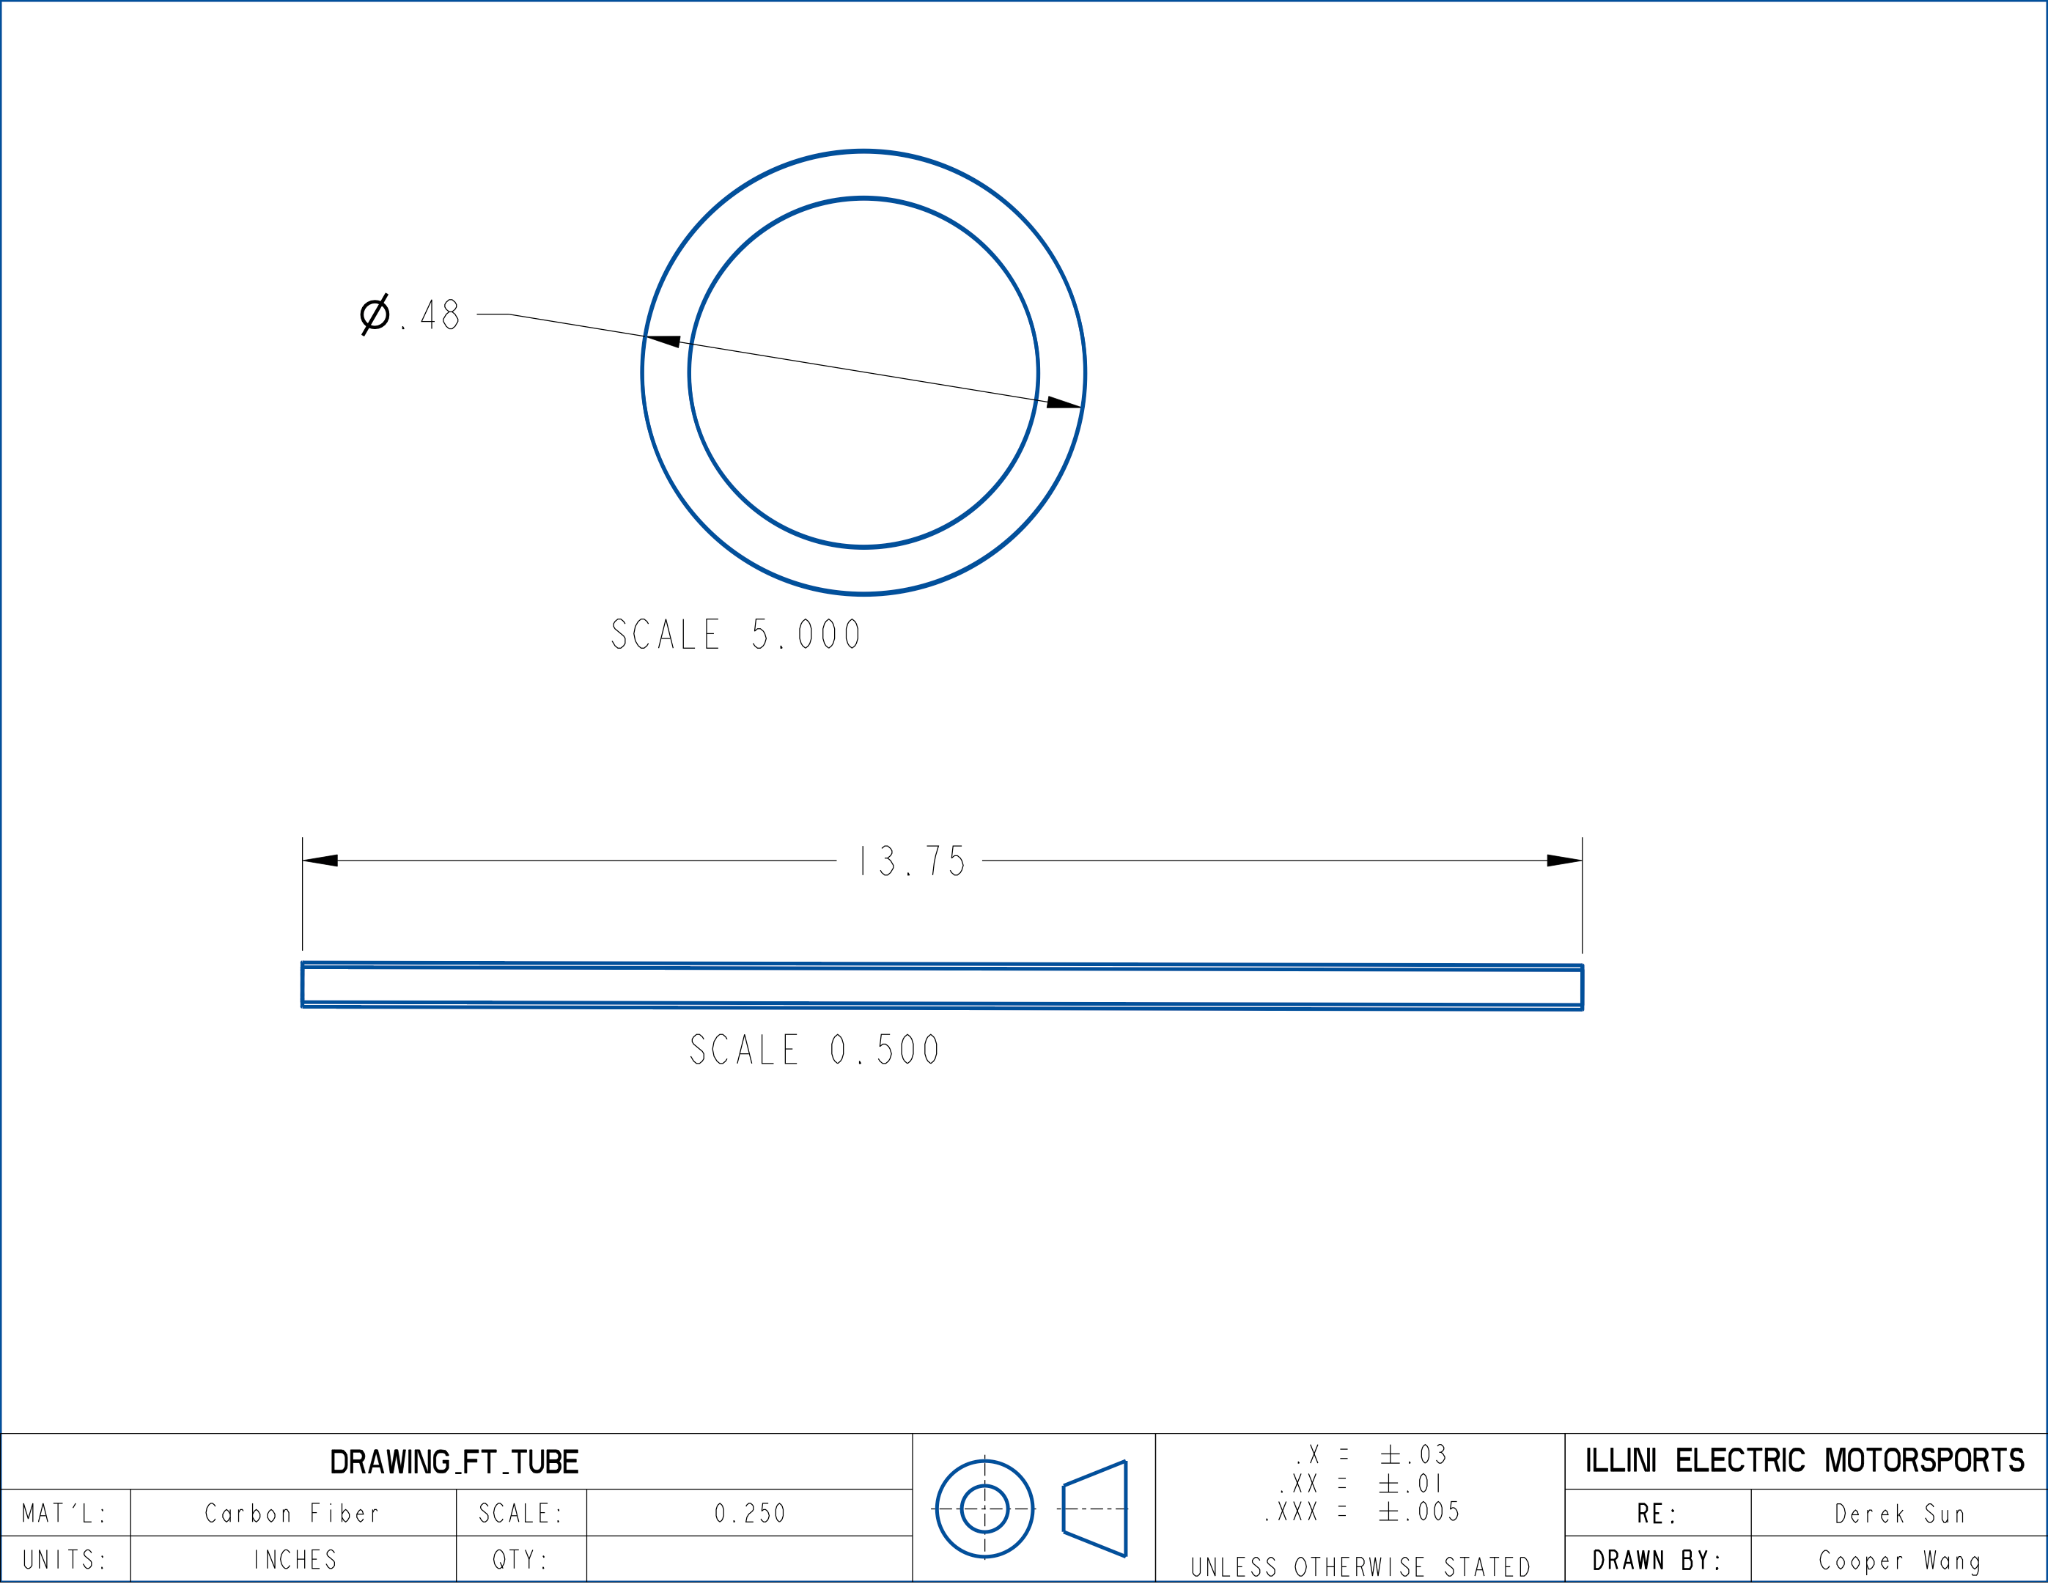 Ø.48
SCALE 5.000
13.75
SCALE 0.500
DRAWING_FT_TUBE
MAT'L: Carbon Fiber SCALE: 0.250
UNITS: INCHES QTY:
.X = ±.03
.XX = ±.01
.XXX = ±.005
UNLESS OTHERWISE STATED
ILLINI ELECTRIC MOTORSPORTS
RE: Derek Sun
DRAWN BY: Cooper Wang